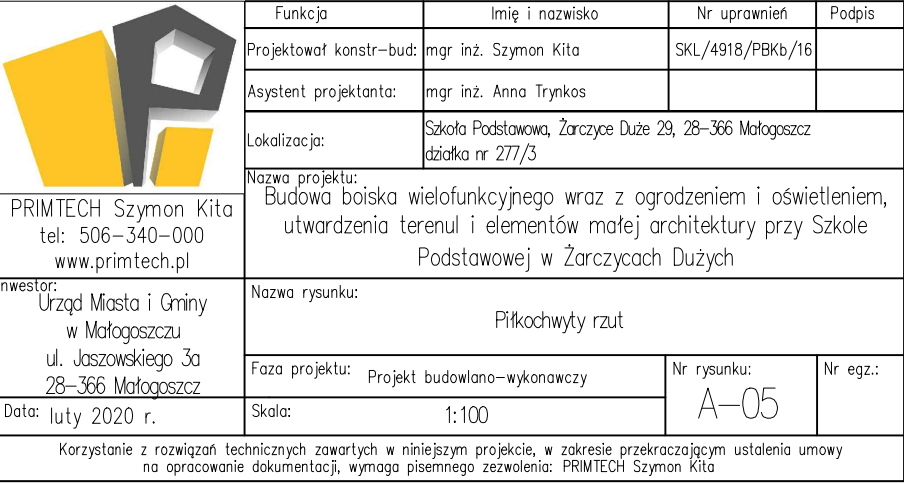 Funkcja Imię i nazwisko Nr uprawnień Podpis
Projektował konstr-bud: mgr inż. Szymon Kita SKL/4918/PBKb/16
Asystent projektanta: mgr inż. Anna Trynkos
Lokalizacja: Szkoła Podstawowa, Żarczyce Duże 29, 28-366 Małogoszcz
działka nr 277/3
PRIMTECH Szymon Kita
tel: 506-340-000
www.primtech.pl
Nazwa projektu:
Budowa boiska wielofunkcyjnego wraz z ogrodzeniem i oświetleniem,
utwardzenia terenuI i elementów małej architektury przy Szkole
Podstawowej w Żarczycach Dużych
nwestor:
Urząd Miasta i Gminy
w Małogoszczu
ul. Jaszowskiego 3a
28-366 Małogoszcz
Nazwa rysunku:
Piłkochwyty rzut
Faza projektu: Projekt budowlano-wykonawczy
Nr rysunku:
A-05
Nr egz.:
Data: luty 2020 r.
Skala: 1:100
Korzystanie z rozwiązań technicznych zawartych w niniejszym projekcie, w zakresie przekraczającym ustalenia umowy
na opracowanie dokumentacji, wymaga pisemnego zezwolenia: PRIMTECH Szymon Kita